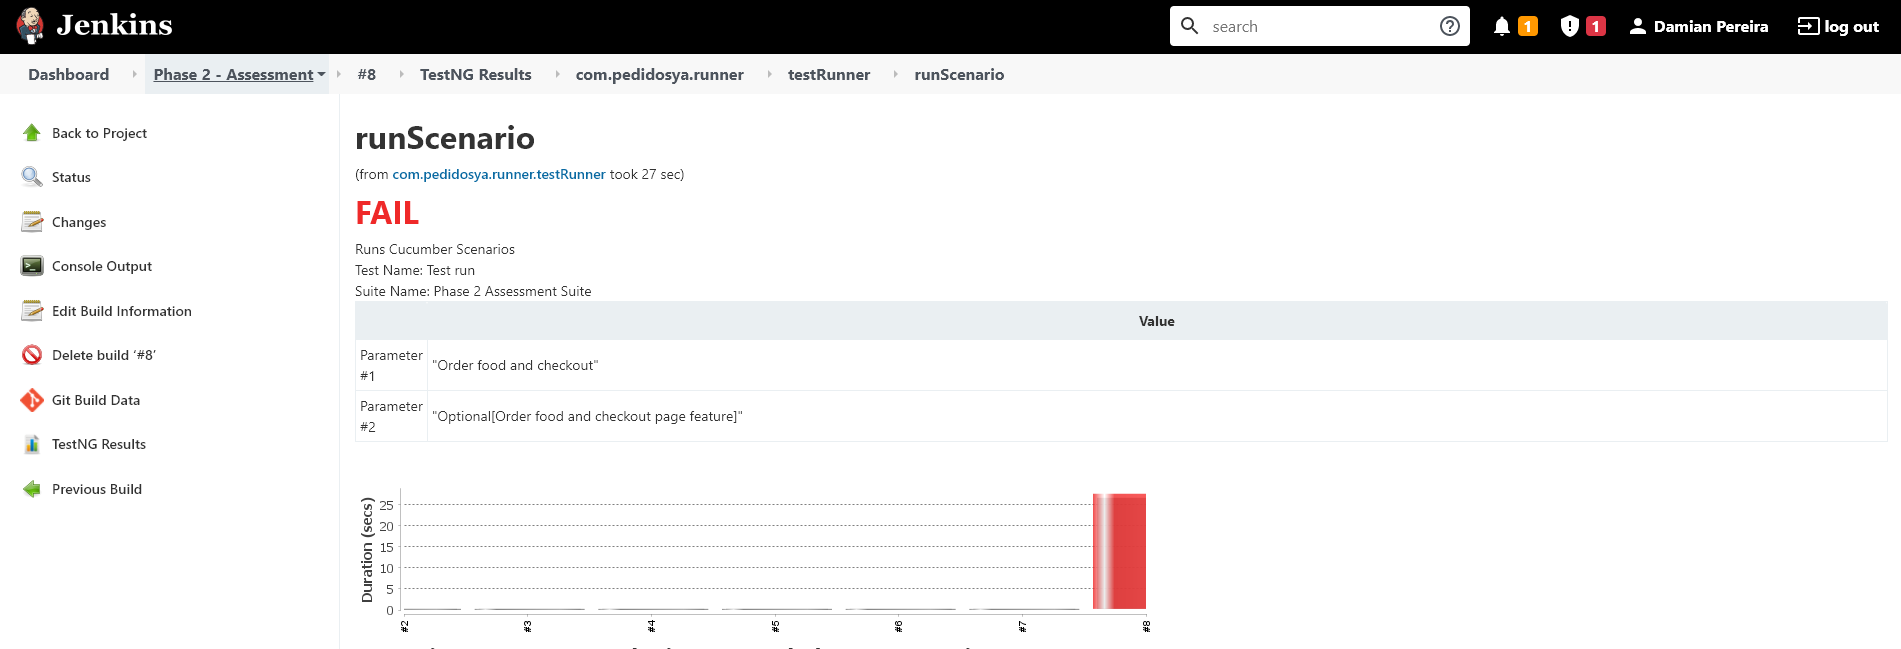 Jenkins
search
1
1
Damian Pereira
log out
Dashboard
Phase 2 - Assessment
#8
TestNG Results
com.pedidosya.runner
testRunner
runScenario
Back to Project
Status
Changes
Console Output
Edit Build Information
Delete build ‘#8’
Git Build Data
TestNG Results
Previous Build
runScenario
(from com.pedidosya.runner.testRunner took 27 sec)
FAIL
Runs Cucumber Scenarios
Test Name: Test run
Suite Name: Phase 2 Assessment Suite
Value
Parameter
#1
"Order food and checkout"
Parameter
#2
"Optional[Order food and checkout page feature]"
Duration (secs)
25
20
15
10
5
0
#2
#3
#4
#5
#6
#7
#8